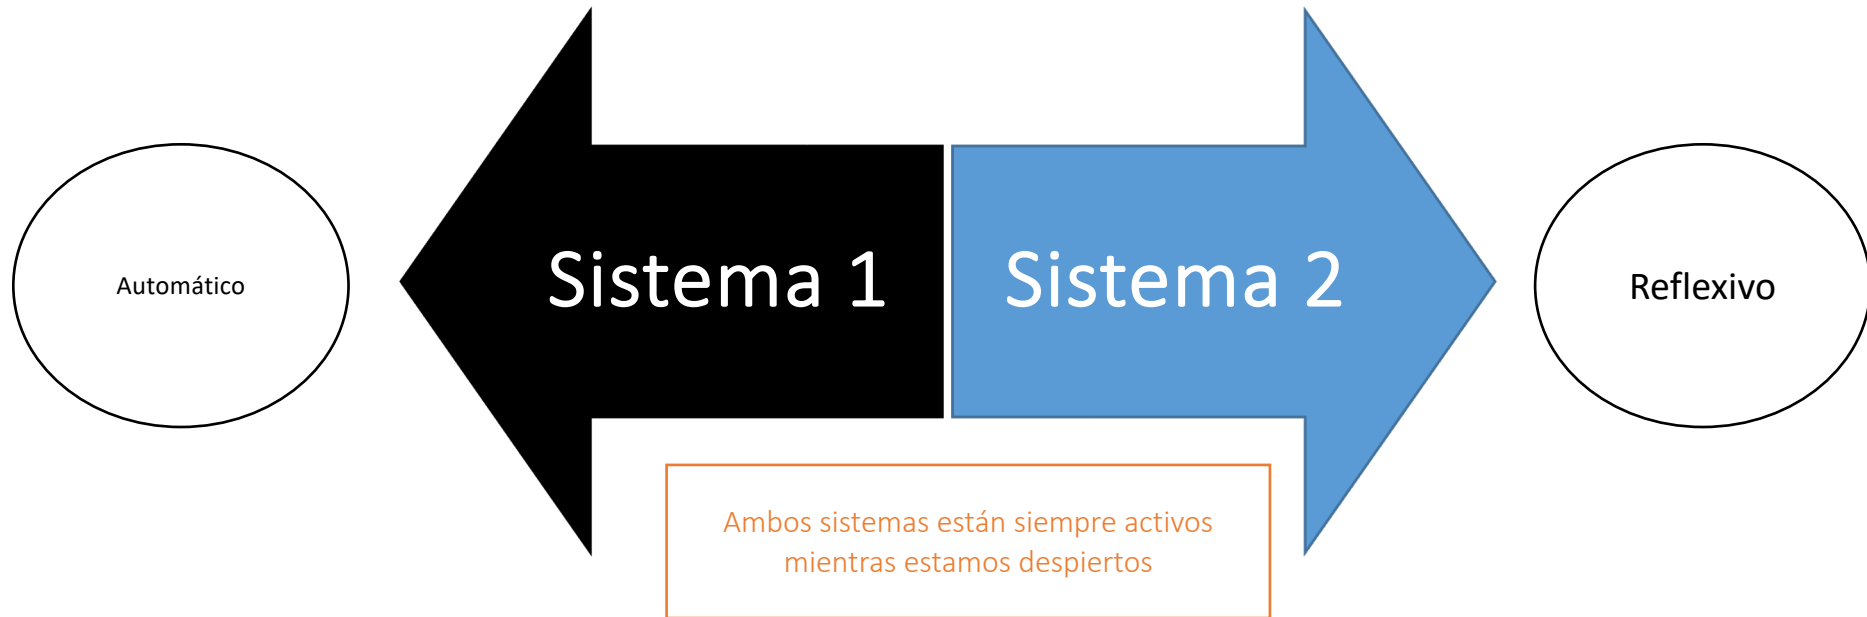 Automático
Sistema 1
Sistema 2
Reflexivo
Ambos sistemas están siempre activos
mientras estamos despiertos